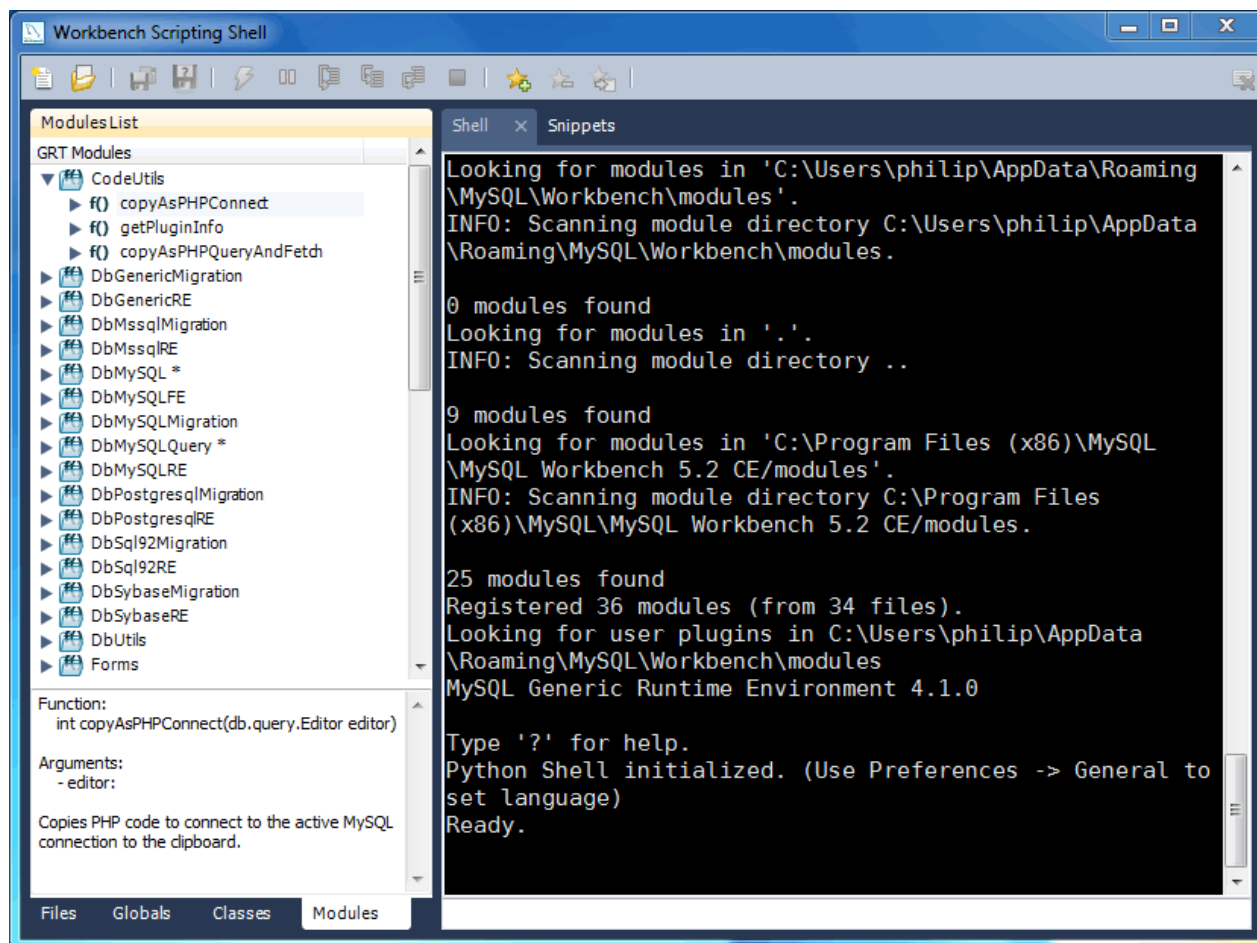 Workbench Scripting Shell
Modules List
GRT Modules
CodeUtils
f() copyAsPHPConnect
f() getPluginInfo
f() copyAsPHPQueryAndFetch
DbGenericMigration
DbGenericRE
DbMssqlMigration
DbMssqlRE
DbMySQL *
DbMySQLFE
DbMySQLMigration
DbMySQLQuery *
DbMySQLRE
DbPostgresqlMigration
DbPostgresqlRE
DbSql92Migration
DbSql92RE
DbSybaseMigration
DbSybaseRE
DbUtils
Forms
Function:
int copyAsPHPConnect(db.query.Editor editor)
Arguments:
- editor:
Copies PHP code to connect to the active MySQL
connection to the clipboard.
Files Globals Classes Modules
Shell Snippets
Looking for modules in 'C:\Users\philip\AppData\Roaming
\MySQL\Workbench\modules'.
INFO: Scanning module directory C:\Users\philip\AppData
\Roaming\MySQL\Workbench\modules.
0 modules found
Looking for modules in '.'.
INFO: Scanning module directory ..
9 modules found
Looking for modules in 'C:\Program Files (x86)\MySQL
\MySQL Workbench 5.2 CE/modules'.
INFO: Scanning module directory C:\Program Files
(x86)\MySQL\MySQL Workbench 5.2 CE/modules.
25 modules found
Registered 36 modules (from 34 files).
Looking for user plugins in C:\Users\philip\AppData
\Roaming\MySQL\Workbench\modules
MySQL Generic Runtime Environment 4.1.0
Type '?' for help.
Python Shell initialized. (Use Preferences -> General to
set language)
Ready.